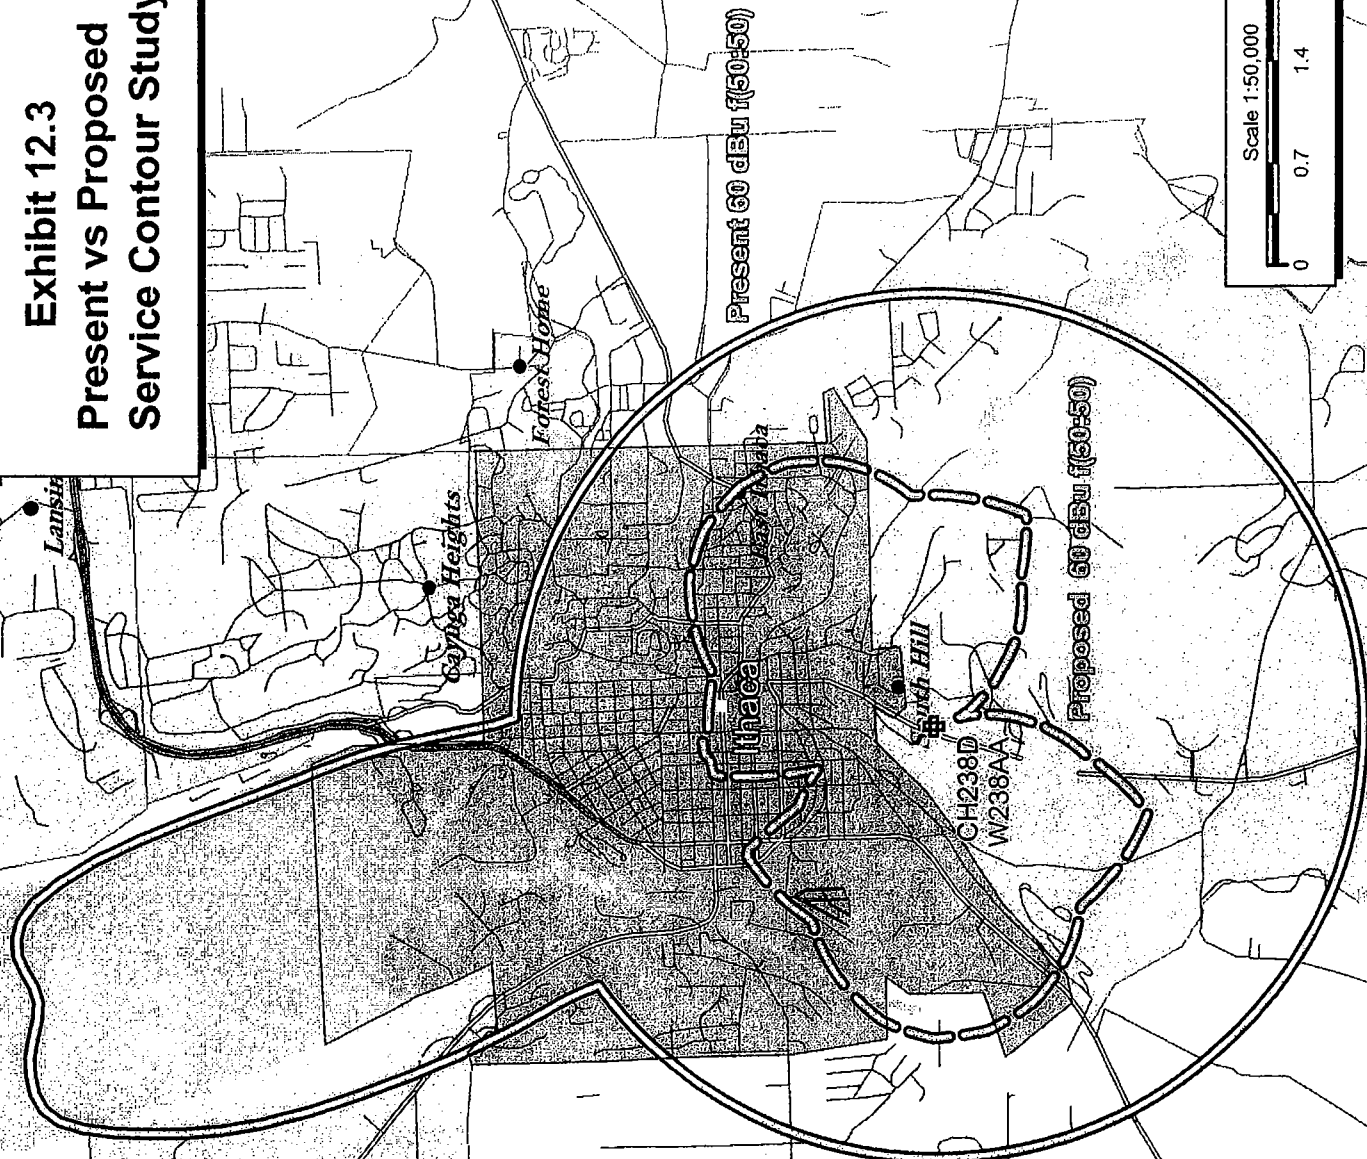 Exhibit 12.3
Present vs Proposed
Service Contour Study
Lansin
Cayuga Heights
Forest Home
Present 60 dBu f(50:50)
East Ithaca
Ithaca
South Hill
CH238D
W238AA
Proposed 60 dBu f(50:50)
Scale 1:50,000
0 0.7 1.4